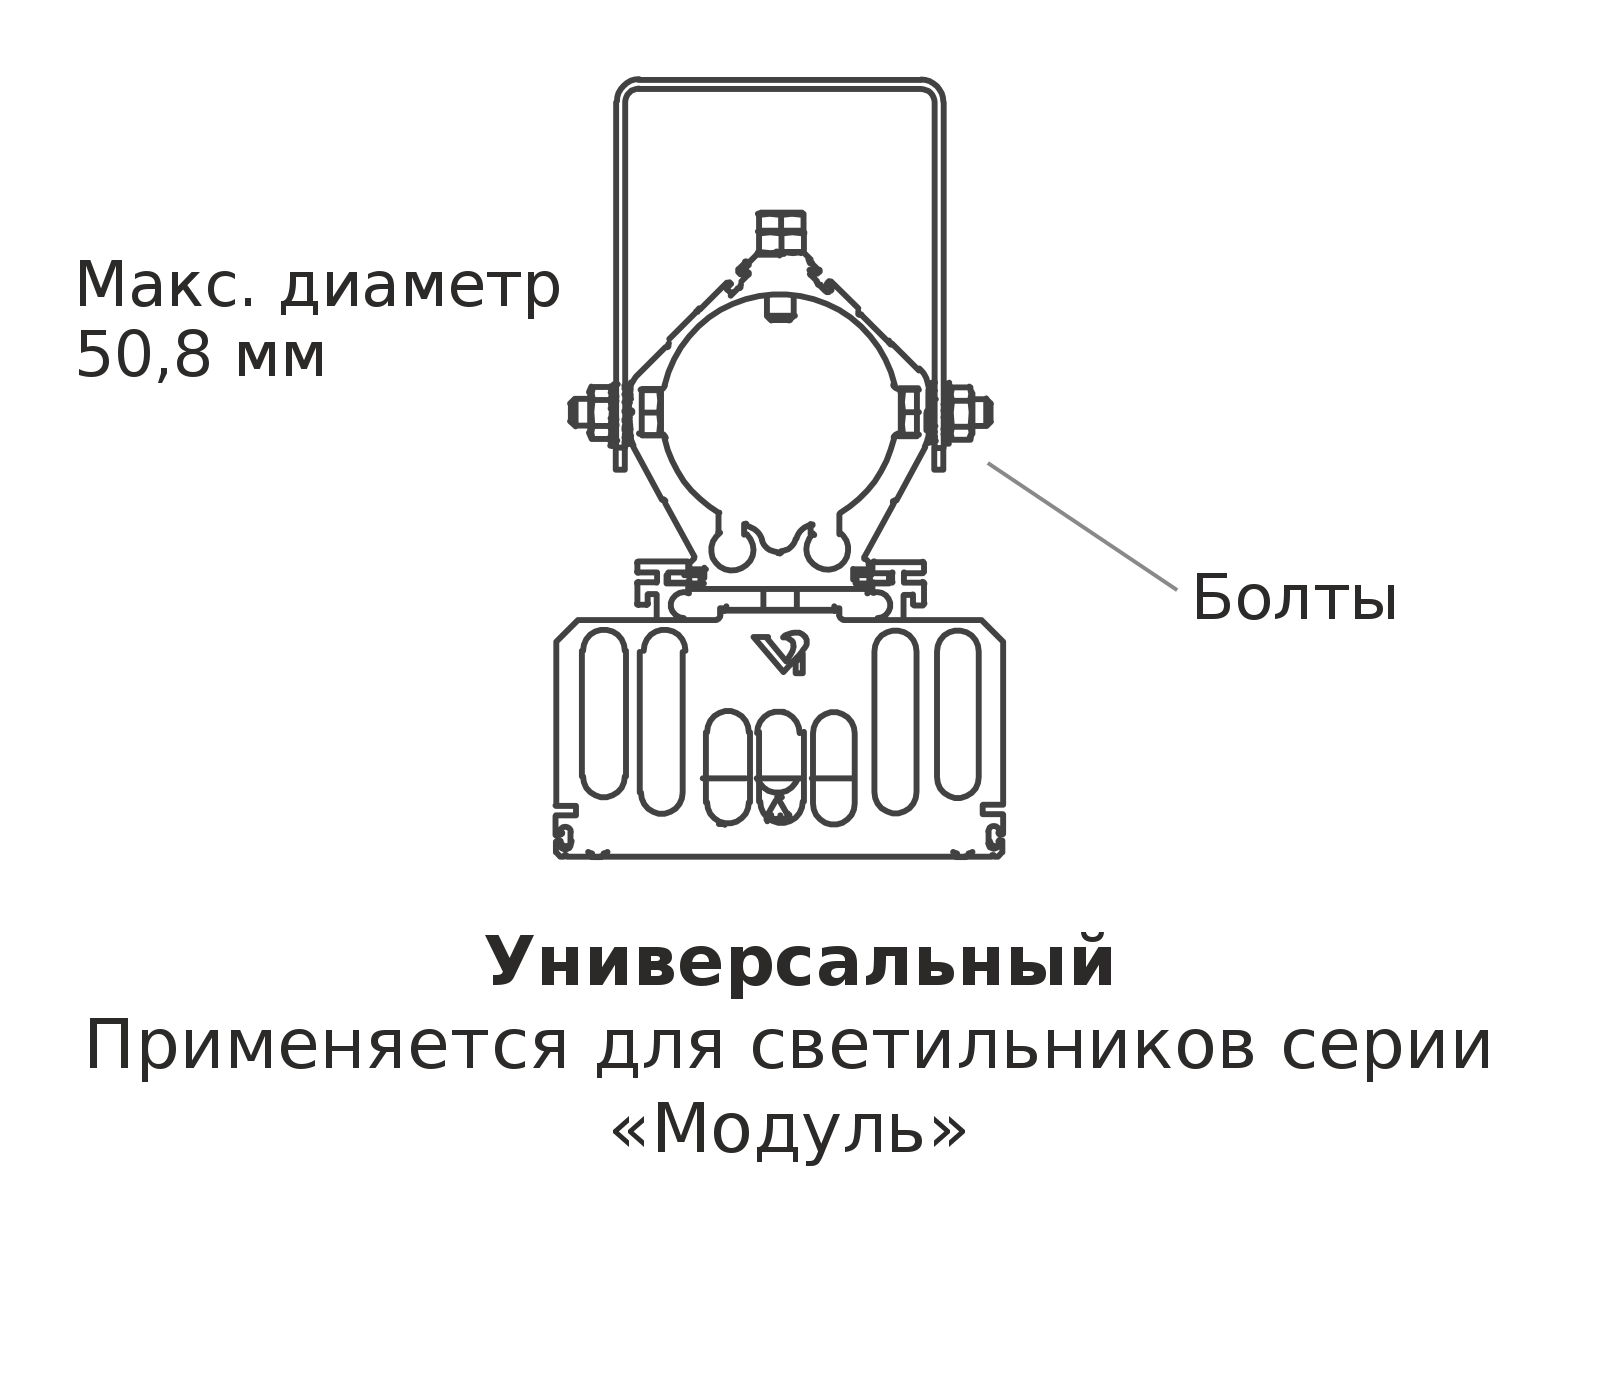 Макс. диаметр
50,8 мм
Болты
Универсальный
Применяется для светильников серии
«Модуль»